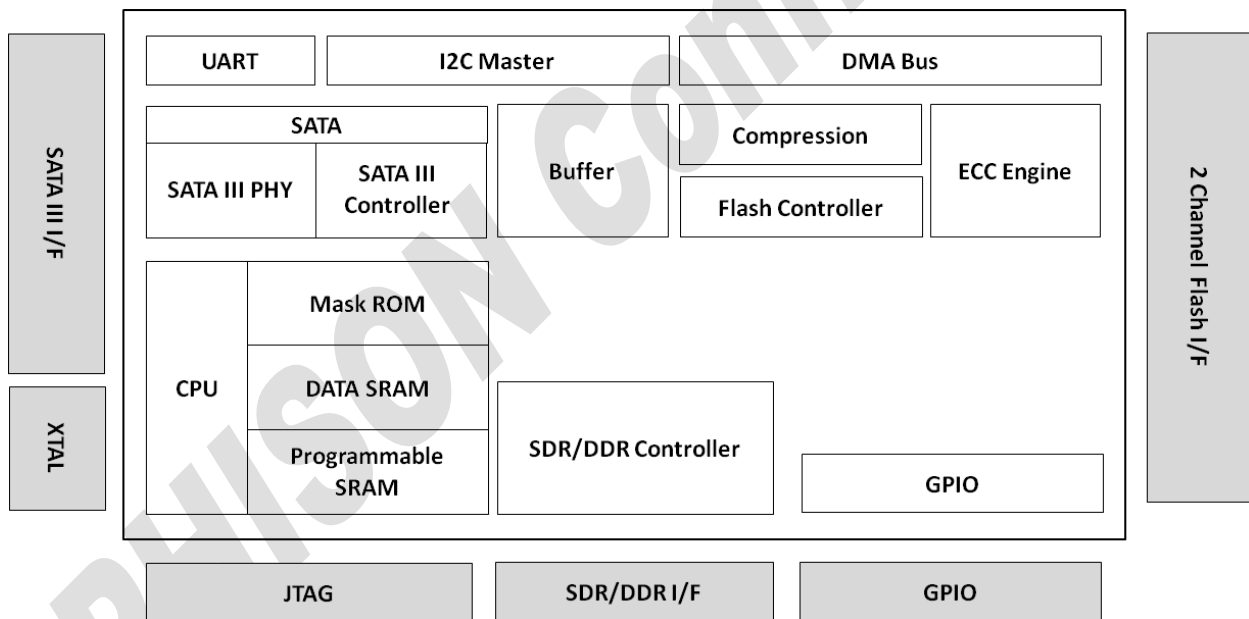 UART
I2C Master
DMA Bus
SATA
SATA III PHY
SATA III
Controller
Buffer
Compression
Flash Controller
ECC Engine
SATA III I/F
2 Channel Flash I/F
CPU
Mask ROM
DATA SRAM
Programmable
SRAM
SDR/DDR Controller
GPIO
XTAL
JTAG
SDR/DDR I/F
GPIO
PHISON